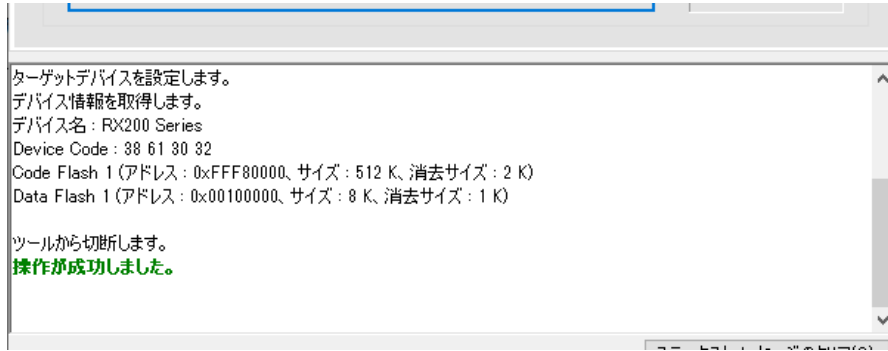 ターゲットデバイスを設定します。
デバイス情報を取得します。
デバイス名 : RX200 Series
Device Code : 38 61 30 32
Code Flash 1 (アドレス : 0xFFF80000、サイズ : 512 K、消去サイズ : 2 K)
Data Flash 1 (アドレス : 0x00100000、サイズ : 8 K、消去サイズ : 1 K)
ツールから切断します。
操作が成功しました。